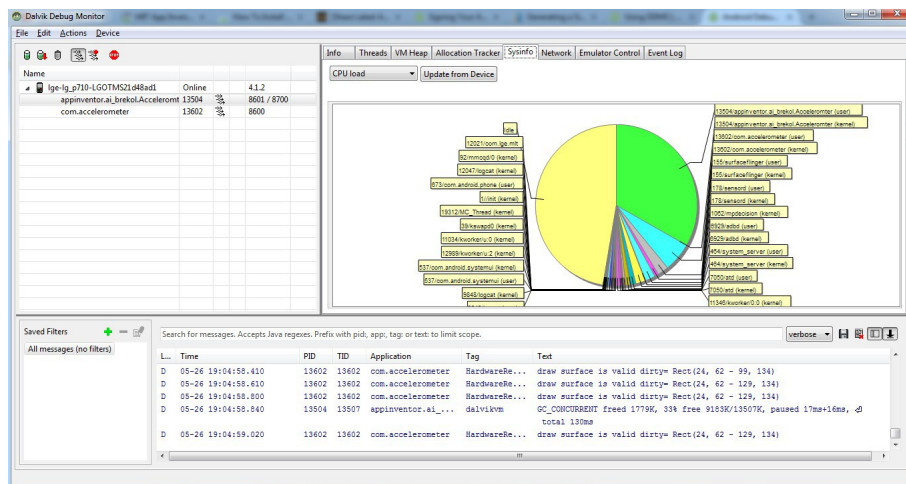 Dalvik Debug Monitor
File Edit Actions Device
Name
lge-lg_p710-LGOTMS21d48ad1 Online 4.1.2
appinventor.ai_brekol.Acceleromt 13504 8601 / 8700
com.accelerometer 13602 8600
Info Threads VM Heap Allocation Tracker Sysinfo Network Emulator Control Event Log
CPU load Update from Device
Idle
12021/com.lge.mlt
92/mmcqd/0 (kernel)
12047/logcat (kernel)
673/com.android.phone (user)
1//init (kernel)
19312/MC_Thread (kernel)
39/kswapd0 (kernel)
11034/kworker/u:0 (kernel)
12989/kworker/u:2 (kernel)
537/com.android.systemui (kernel)
537/com.android.systemui (user)
9848/logcat (kernel)
13504/appinventor.ai_brekol.Acceleromter (user)
13504/appinventor.ai_brekol.Acceleromter (kernel)
13602/com.accelerometer (user)
13602/com.accelerometer (kernel)
155/surfaceflinger (user)
155/surfaceflinger (kernel)
178/sensord (user)
178/sensord (kernel)
1062/mpdecision (kernel)
6929/adbd (user)
6929/adbd (kernel)
464/system_server (user)
464/system_server (kernel)
7050/atd (user)
7050/atd (kernel)
11346/kworker/0:0 (kernel)
Saved Filters
All messages (no filters)
Search for messages. Accepts Java regexes. Prefix with pid:, app:, tag: or text: to limit scope.
verbose
L... Time PID TID Application Tag Text
D 05-26 19:04:58.410 13602 13602 com.accelerometer HardwareRe... draw surface is valid dirty= Rect(24, 62 - 99, 134)
D 05-26 19:04:58.610 13602 13602 com.accelerometer HardwareRe... draw surface is valid dirty= Rect(24, 62 - 129, 134)
D 05-26 19:04:58.800 13602 13602 com.accelerometer HardwareRe... draw surface is valid dirty= Rect(24, 62 - 129, 134)
D 05-26 19:04:58.840 13504 13507 appinventor.ai_... dalvikvm GC_CONCURRENT freed 1779K, 33% free 9183K/13507K, paused 17ms+16ms,
total 130ms
D 05-26 19:04:59.020 13602 13602 com.accelerometer HardwareRe... draw surface is valid dirty= Rect(24, 62 - 129, 134)